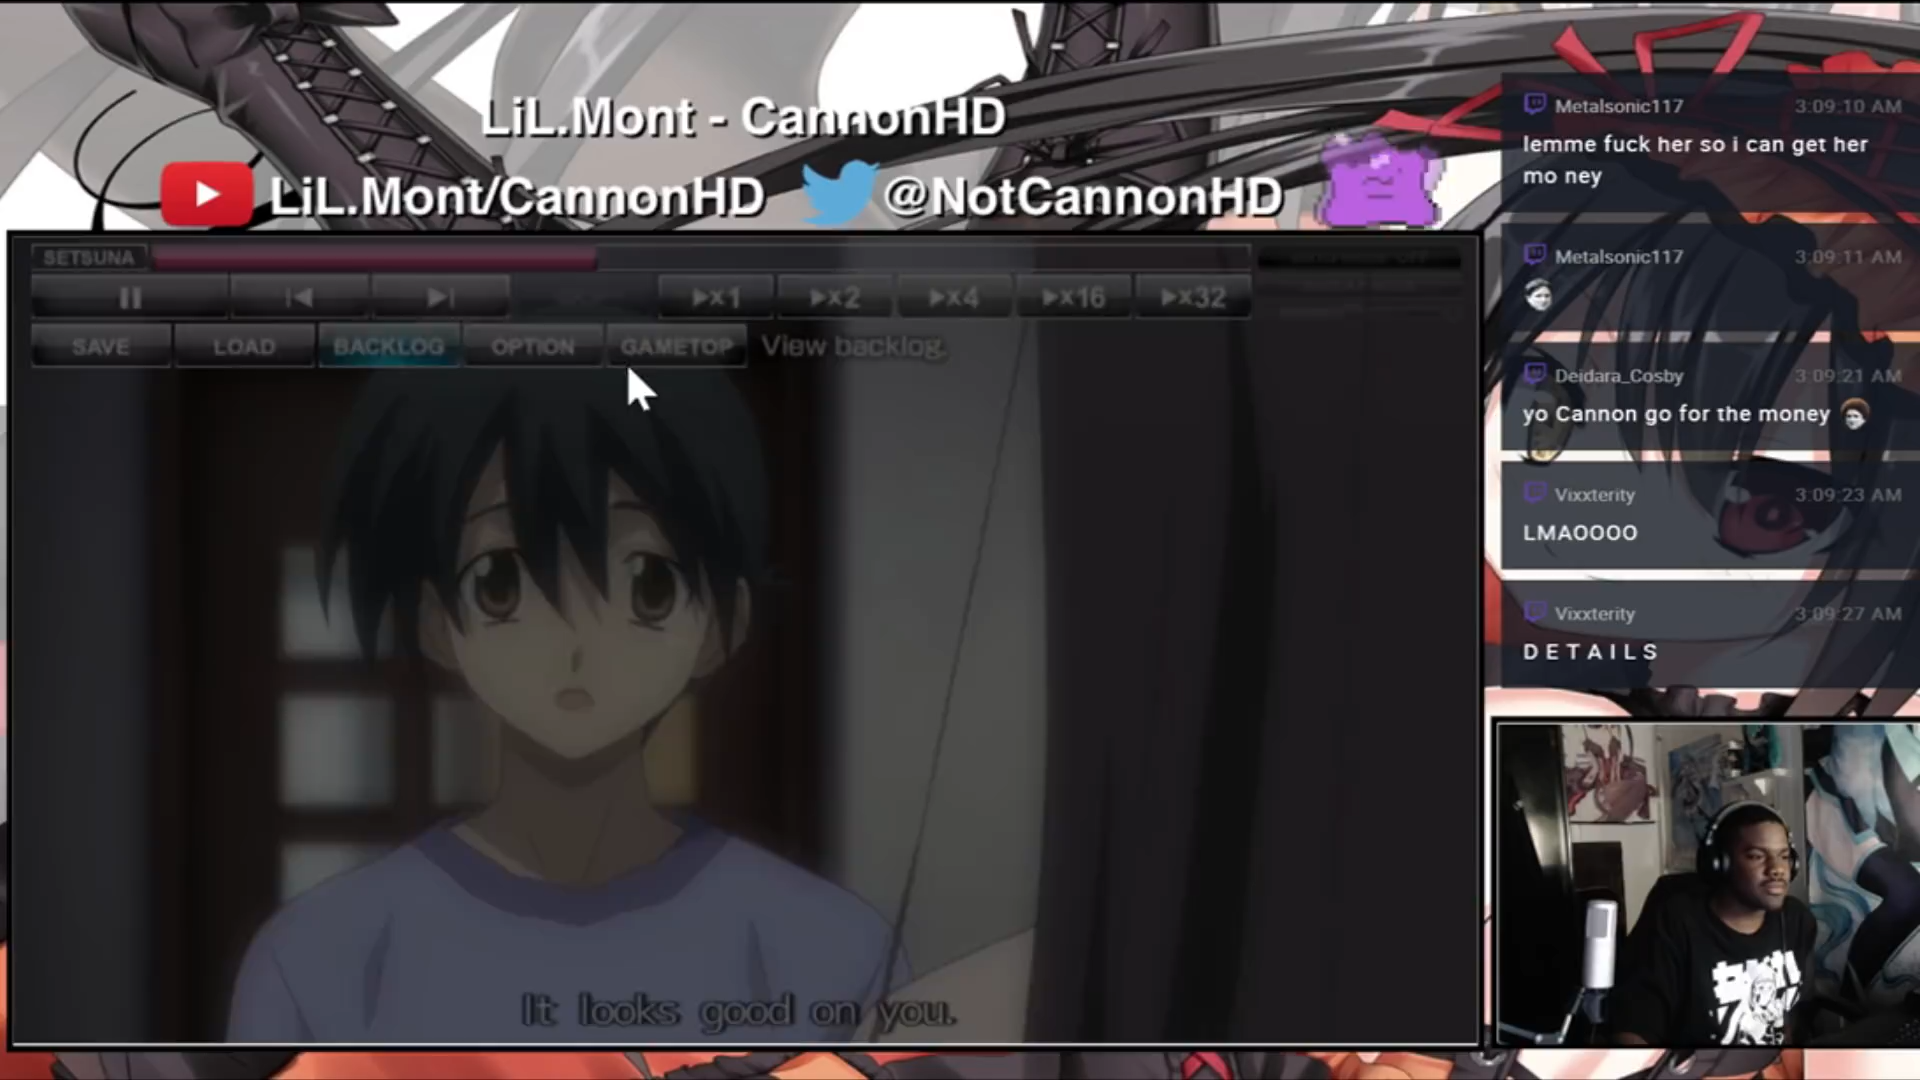 LiL.Mont - CannonHD
LiL.Mont/CannonHD @NotCannonHD
SETSUNA
▶x1 ▶x2 ▶x4 ▶x16 ▶x32
SAVE LOAD BACKLOG OPTION GAMETOP View backlog.
It looks good on you.
Metalsonic117 3:09:10 AM
lemme fuck her so i can get her
mo ney
Metalsonic117 3:09:11 AM
Deidara_Cosby 3:09:21 AM
yo Cannon go for the money
Vixxterity 3:09:23 AM
LMAOOOO
Vixxterity 3:09:27 AM
D E T A I L S